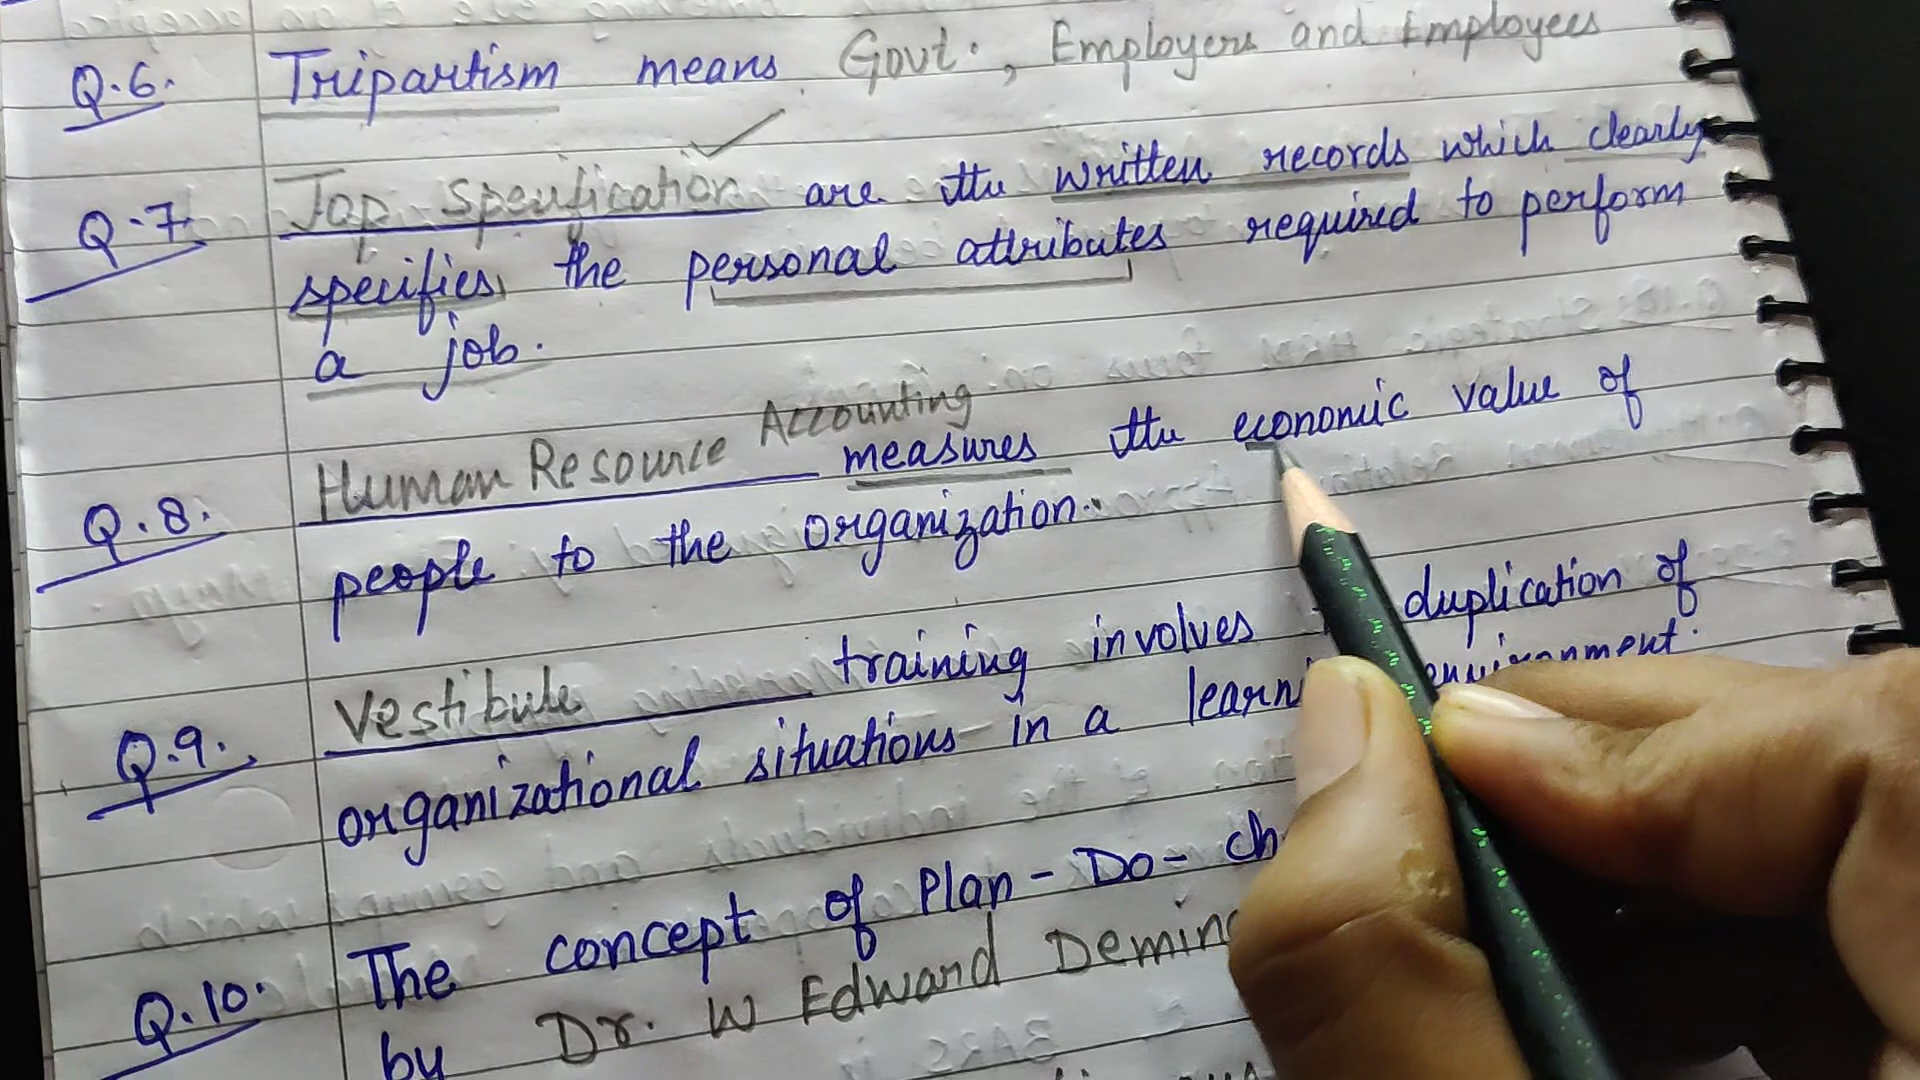 Q.6. Tripartism means Govt., Employers and Employees
Q.7 Jop Specification are the written records which clearly
specifies the personal attributes required to perform
a job.
Q.8. Human Resource Accounting measures the economic value of
people to the organization.
Q.9. Vestibule training involves duplication of
organizational situations in a environment.
Q.10. The concept of Plan - Do -
by Dr. W Edward